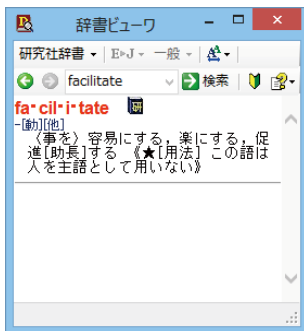 辞書ビューワ
研究社辞書 E▸J 一般
facilitate 検索
fa・cil・i・tate 研
-[動][他]
〈事を〉容易にする，楽にする，促
進[助長]する 《★[用法] この語は
人を主語として用いない》